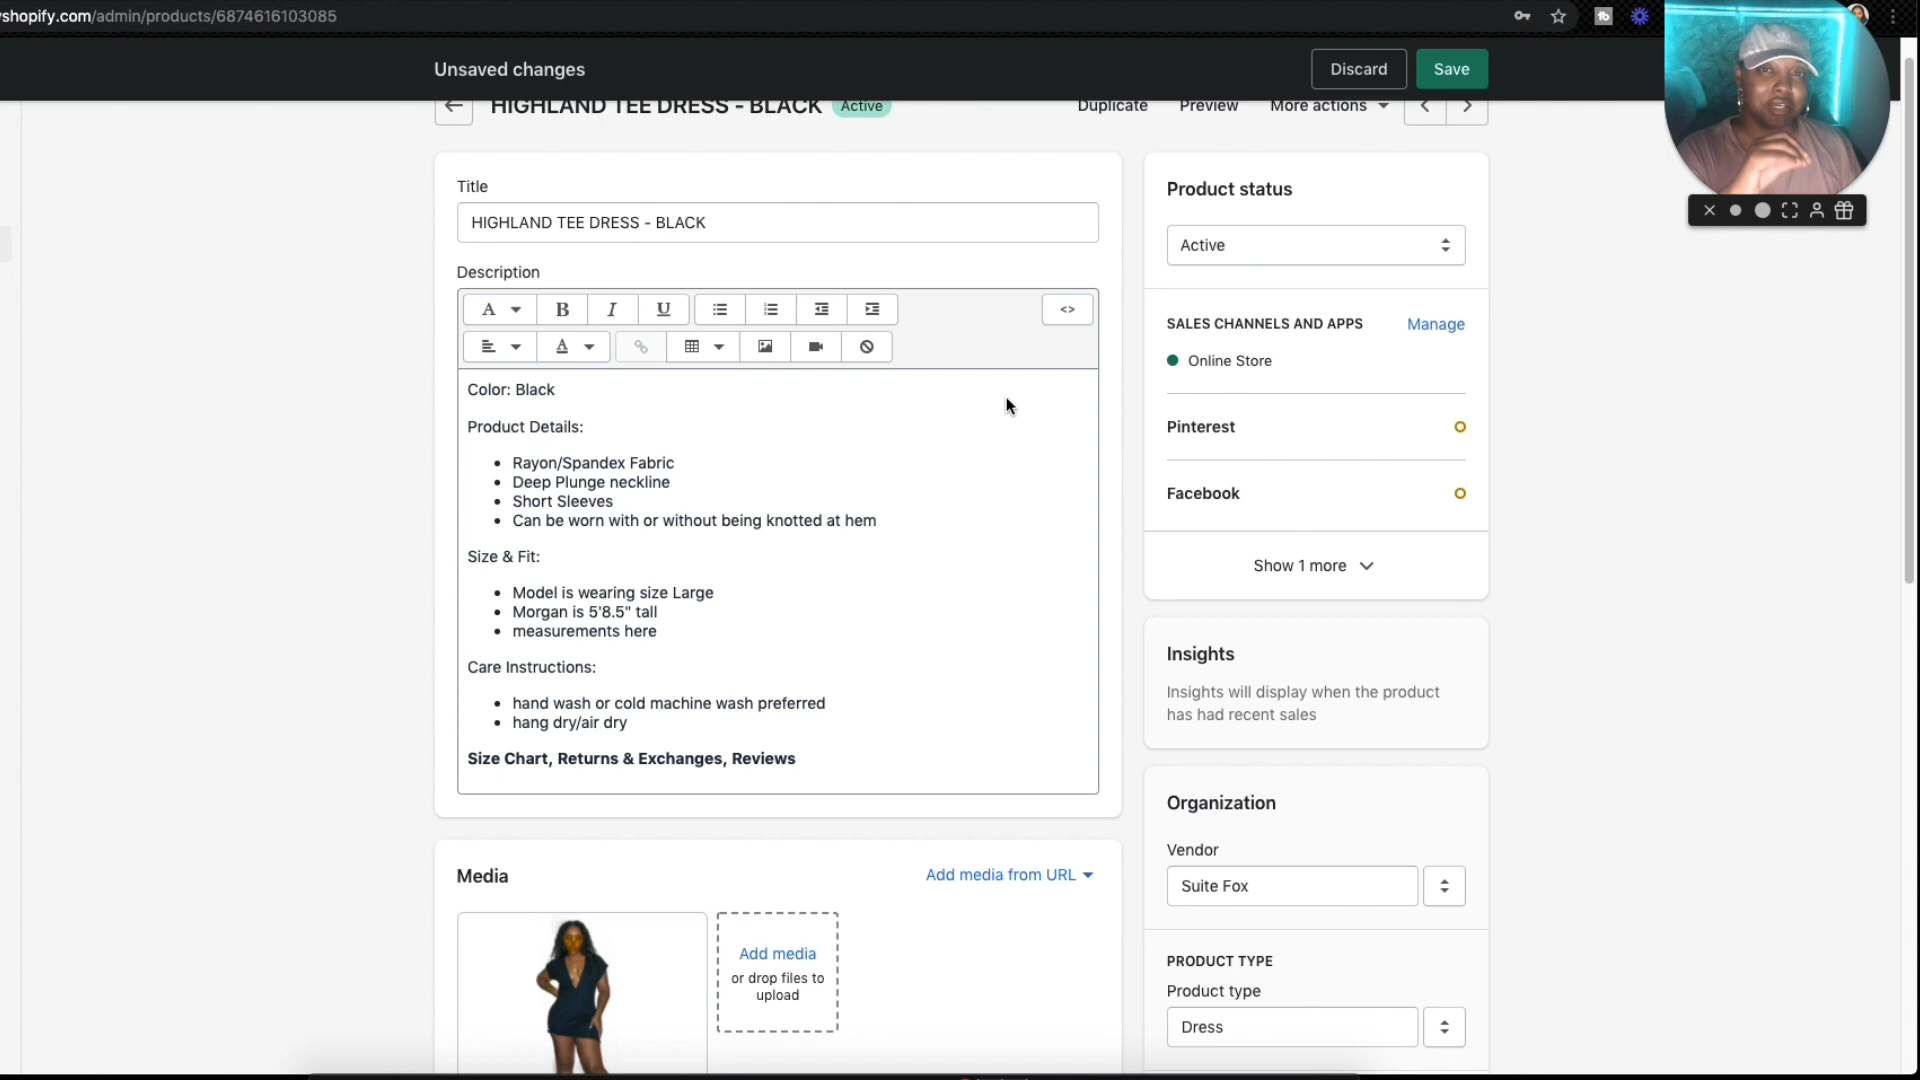 shopify.com/admin/products/6874616103085
Unsaved changes
Discard
Save
HIGHLAND TEE DRESS - BLACK
Active
Duplicate
Preview
More actions
Title
HIGHLAND TEE DRESS - BLACK
Description
A
B
I
U
<>
A
Color: Black
Product Details:
• Rayon/Spandex Fabric
• Deep Plunge neckline
• Short Sleeves
• Can be worn with or without being knotted at hem
Size & Fit:
• Model is wearing size Large
• Morgan is 5'8.5" tall
• measurements here
Care Instructions:
• hand wash or cold machine wash preferred
• hang dry/air dry
Size Chart, Returns & Exchanges, Reviews
Media
Add media from URL
Add media
or drop files to
upload
Product status
Active
SALES CHANNELS AND APPS
Manage
Online Store
Pinterest
Facebook
Show 1 more
Insights
Insights will display when the product
has had recent sales
Organization
Vendor
Suite Fox
PRODUCT TYPE
Product type
Dress